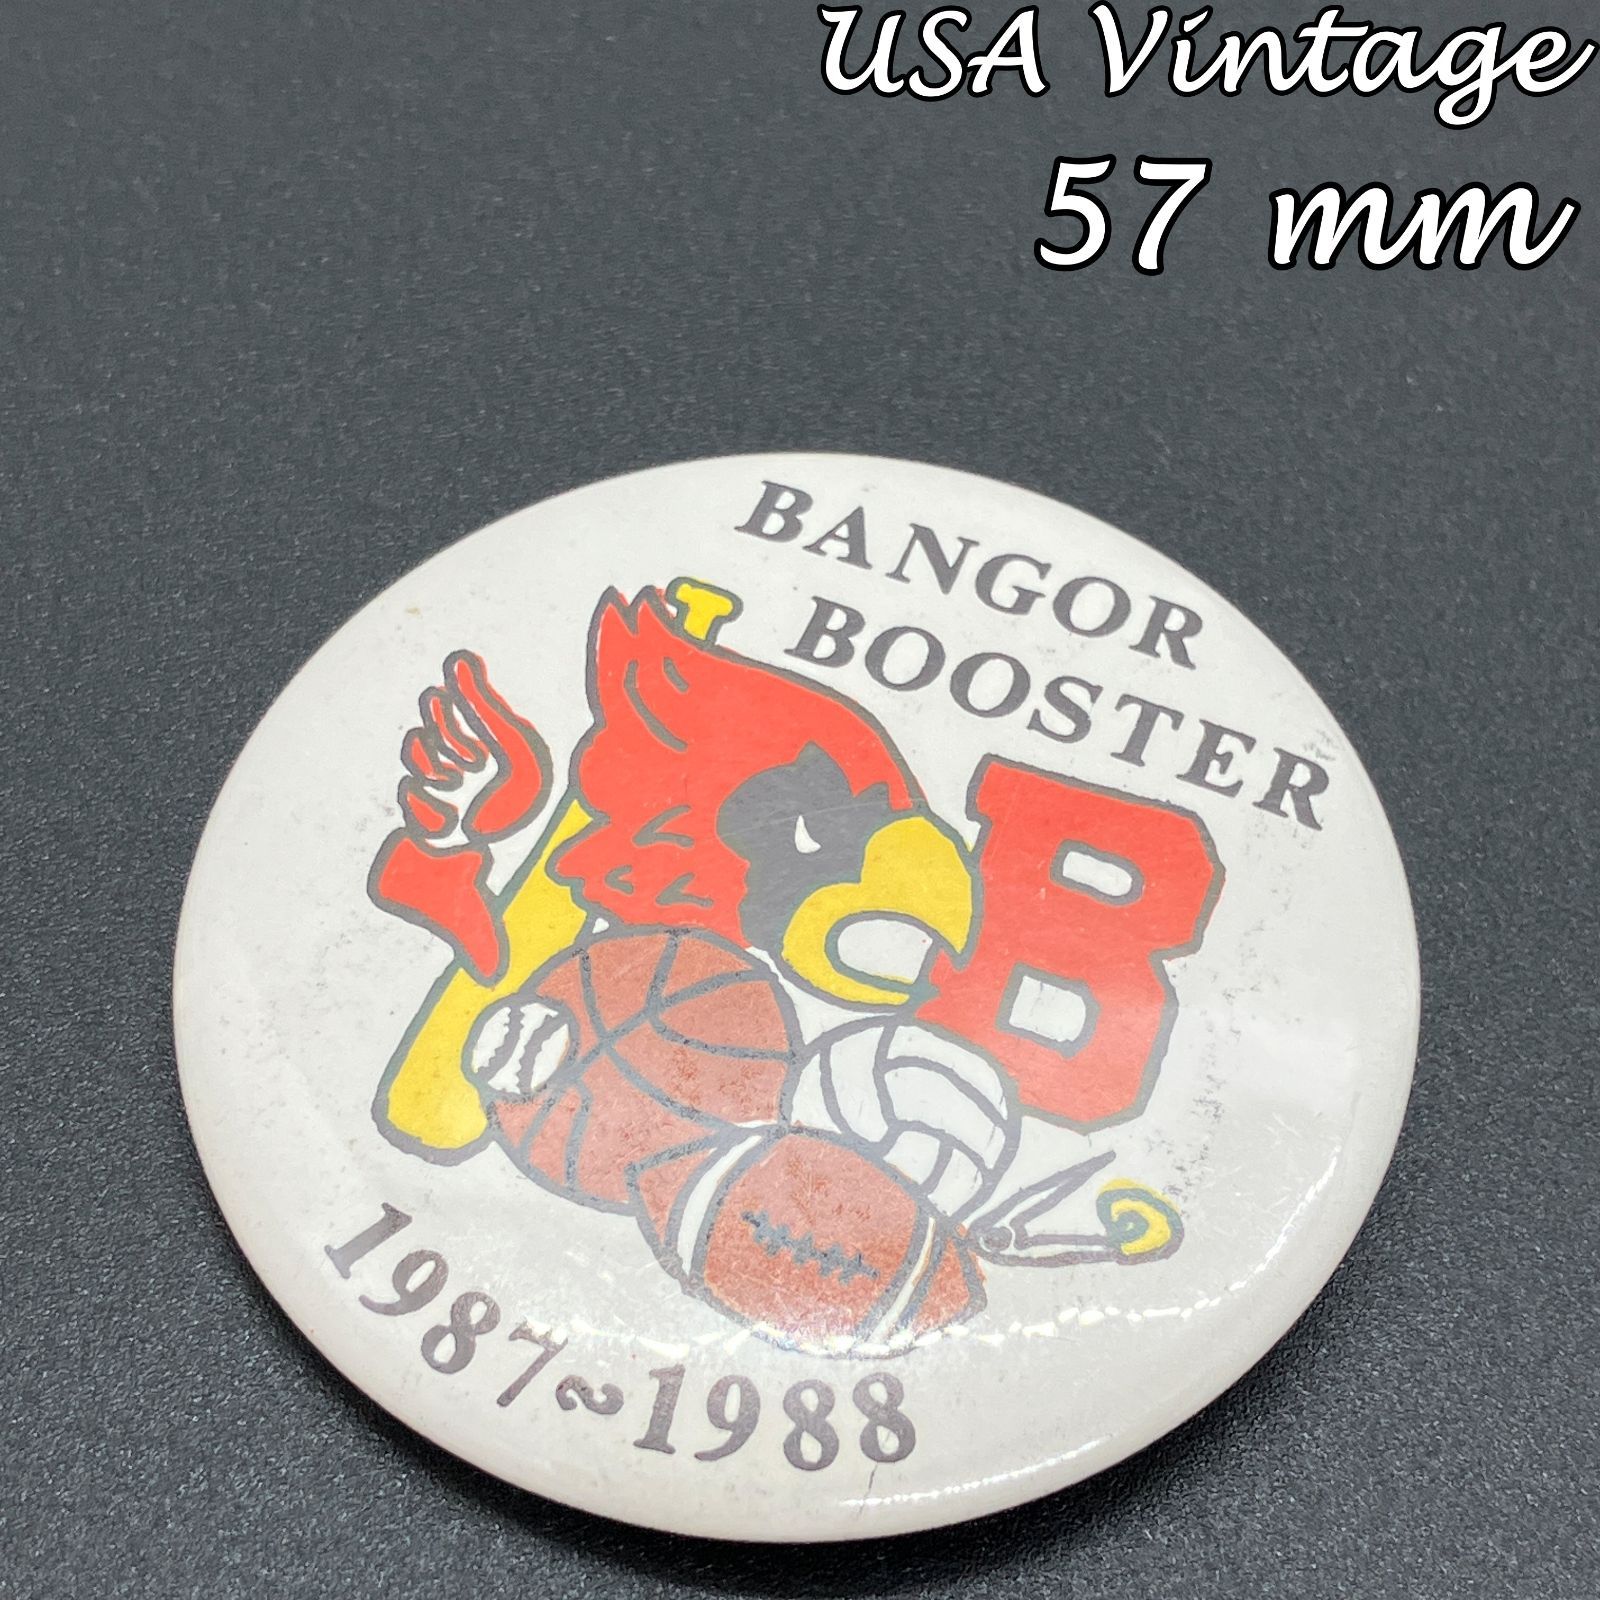 USA Vintage
57 mm
BANGOR
BOOSTER
B
1987~1988